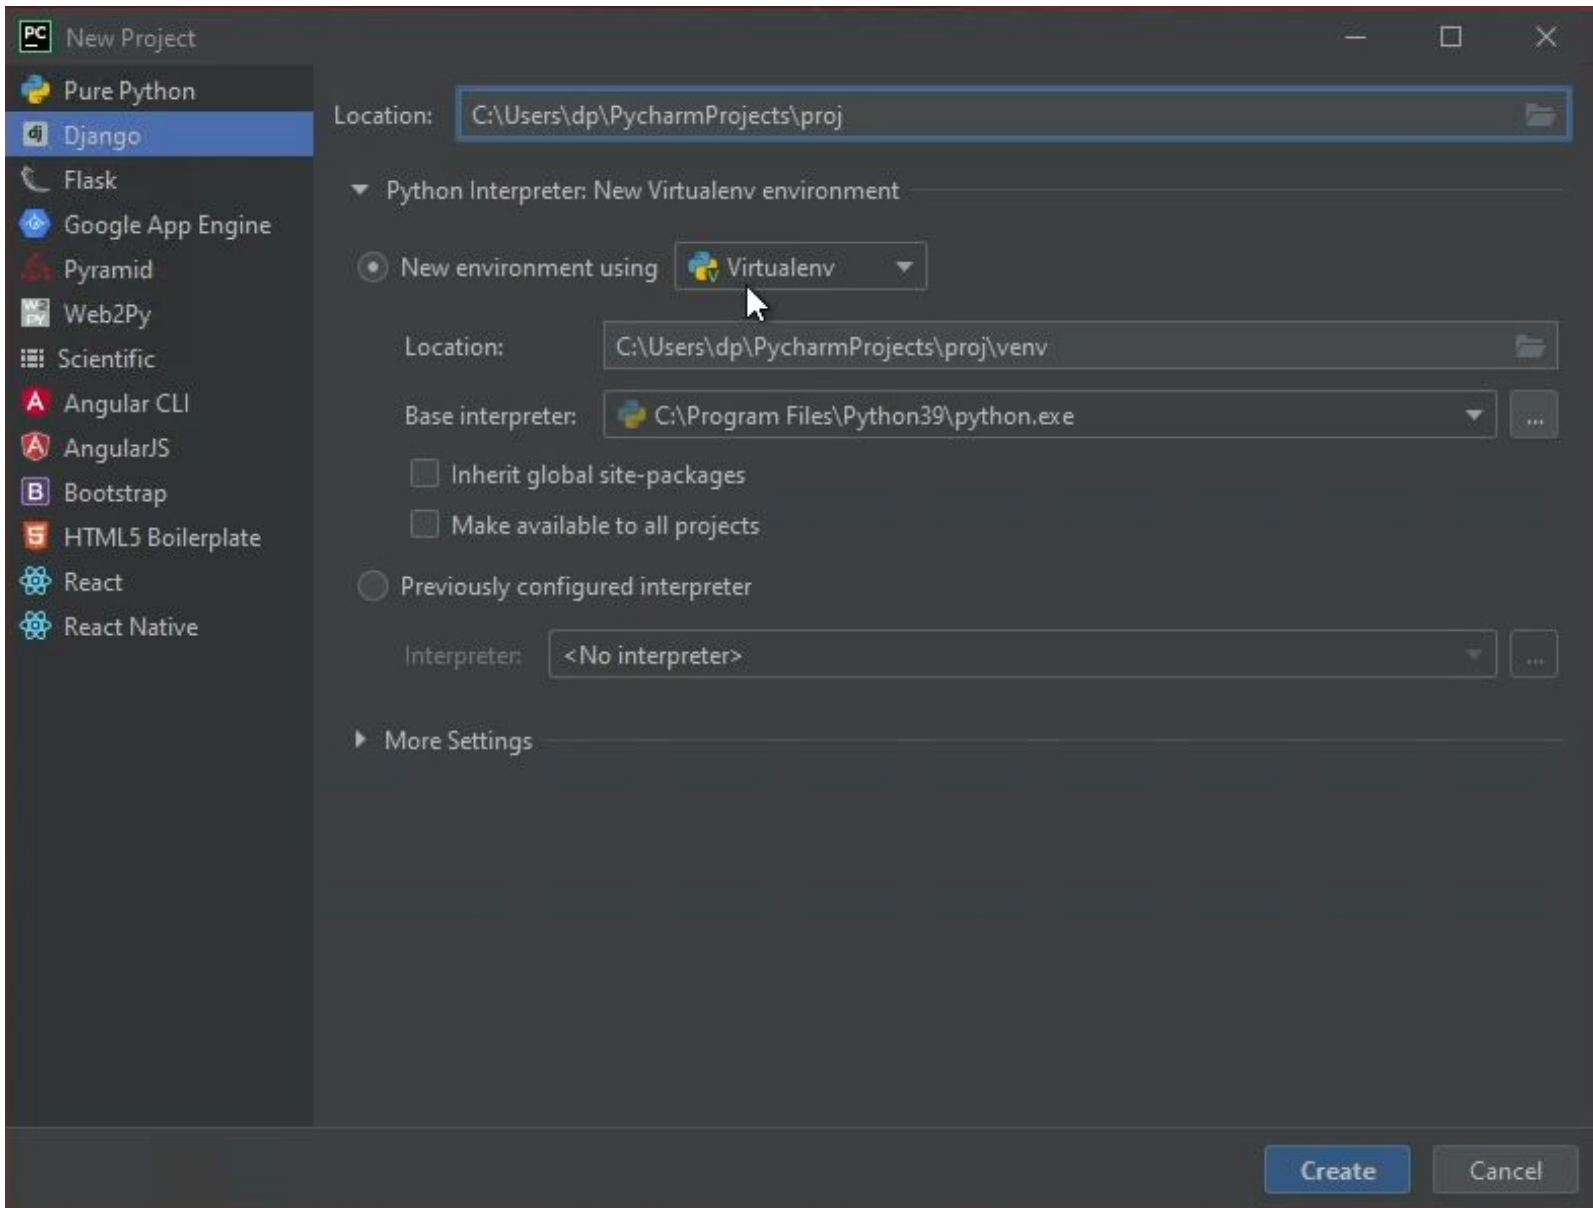 New Project
Pure Python
Django
Flask
Google App Engine
Pyramid
Web2Py
Scientific
Angular CLI
AngularJS
Bootstrap
HTML5 Boilerplate
React
React Native
Location: C:\Users\dp\PycharmProjects\proj
Python Interpreter: New Virtualenv environment
New environment using Virtualenv
Location: C:\Users\dp\PycharmProjects\proj\venv
Base interpreter: C:\Program Files\Python39\python.exe ...
Inherit global site-packages
Make available to all projects
Previously configured interpreter
Interpreter: <No interpreter> ...
More Settings
Create Cancel